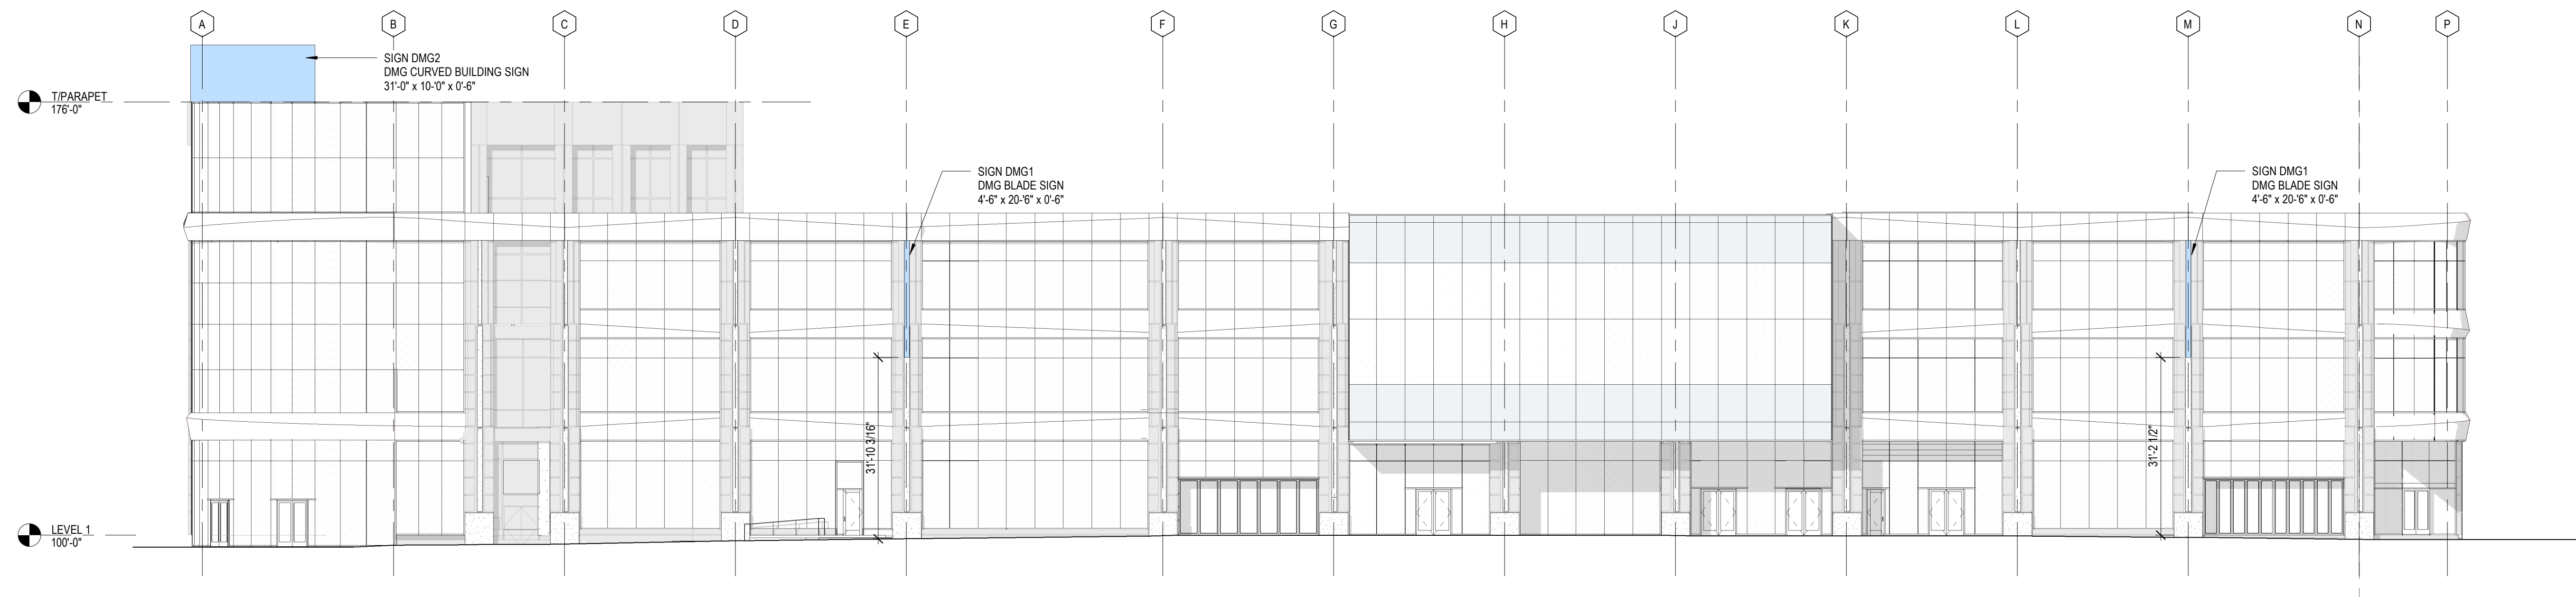 A B C D E F G H J K L M N P
SIGN DMG2
DMG CURVED BUILDING SIGN
31'-0" x 10-'0" x 0'-6"
T/PARAPET
176'-0"
SIGN DMG1
DMG BLADE SIGN
4'-6" x 20-'6" x 0'-6"
SIGN DMG1
DMG BLADE SIGN
4'-6" x 20-'6" x 0'-6"
31'-10 3/16"
31'-2 1/2"
LEVEL 1
100'-0"